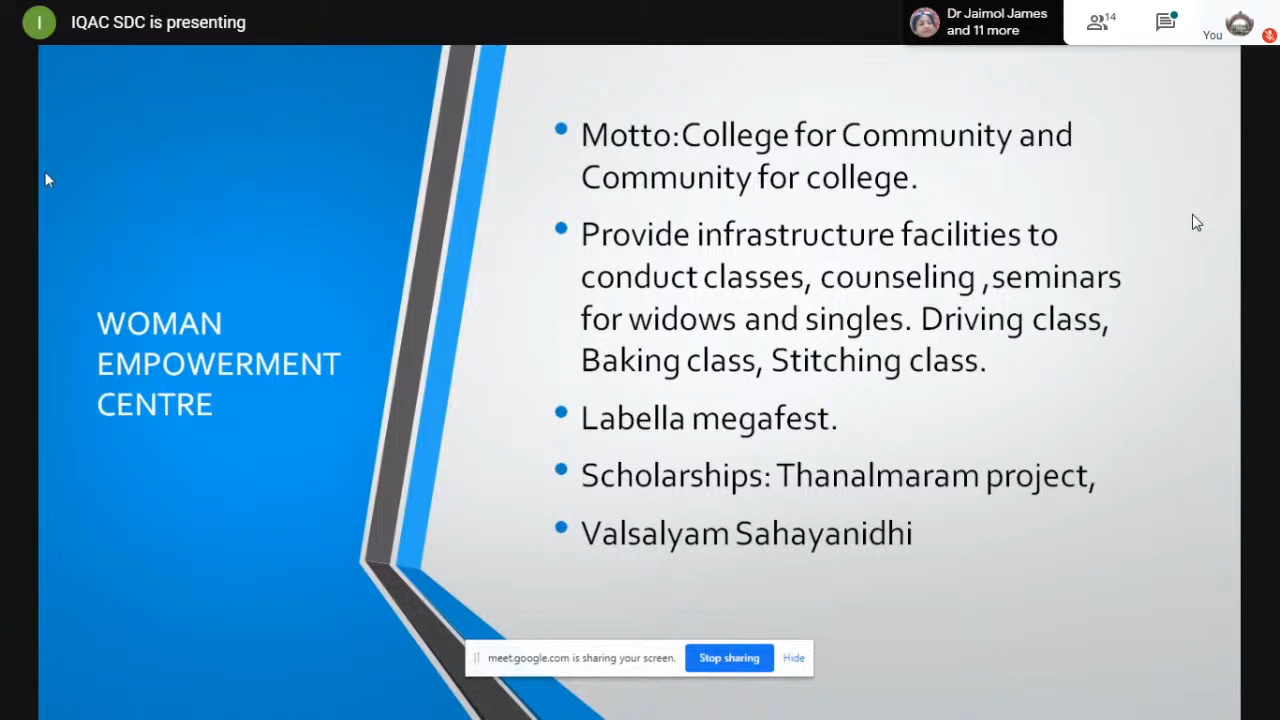 I IQAC SDC is presenting
Dr Jaimol James
and 11 more
14
You
WOMAN
EMPOWERMENT
CENTRE
• Motto:College for Community and
Community for college.
• Provide infrastructure facilities to
conduct classes, counseling ,seminars
for widows and singles. Driving class,
Baking class, Stitching class.
• Labella megafest.
• Scholarships: Thanalmaram project,
• Valsalyam Sahayanidhi
meet.google.com is sharing your screen. Stop sharing Hide